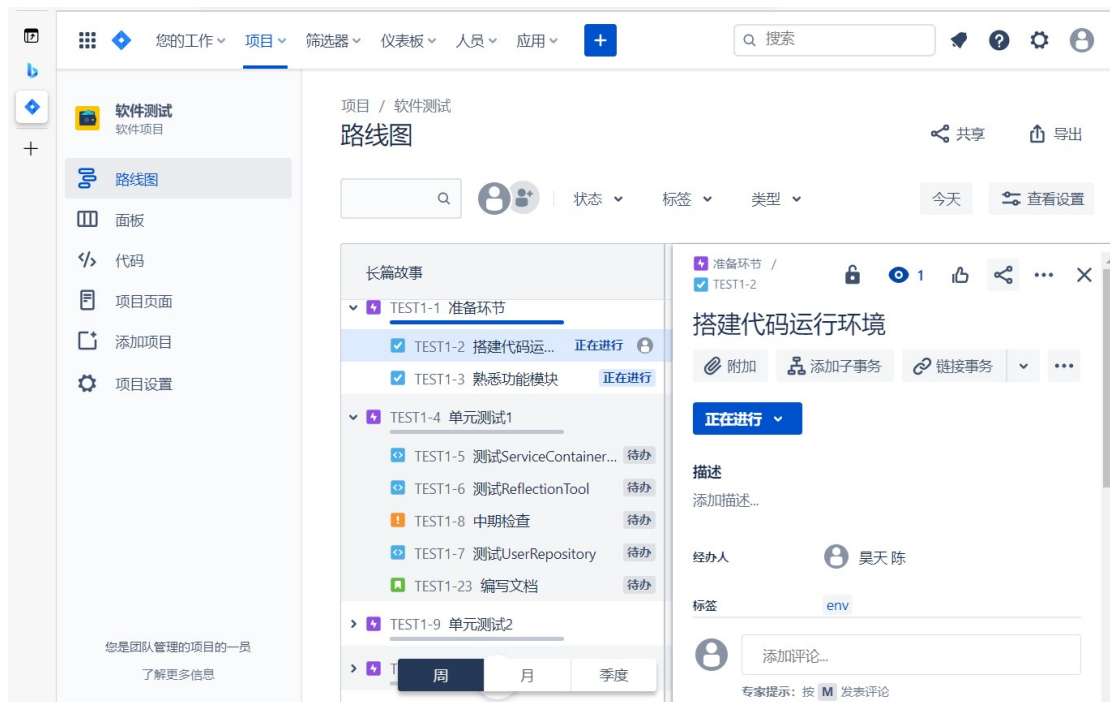 您的工作 项目 筛选器 仪表板 人员 应用 + 搜索
软件测试
软件项目
路线图
面板
代码
项目页面
添加项目
项目设置
您是团队管理的项目的一员
了解更多信息
项目 / 软件测试
路线图
共享 导出
状态 标签 类型 今天 查看设置
长篇故事
TEST1-1 准备环节
TEST1-2 搭建代码运... 正在进行
TEST1-3 熟悉功能模块 正在进行
TEST1-4 单元测试1
TEST1-5 测试ServiceContainer... 待办
TEST1-6 测试ReflectionTool 待办
TEST1-8 中期检查 待办
TEST1-7 测试UserRepository 待办
TEST1-23 编写文档 待办
TEST1-9 单元测试2
周 月 季度
准备环节 /
TEST1-2
1
搭建代码运行环境
附加 添加子事务 链接事务
正在进行
描述
添加描述...
经办人 昊天 陈
标签 env
添加评论...
专家提示：按 M 发表评论